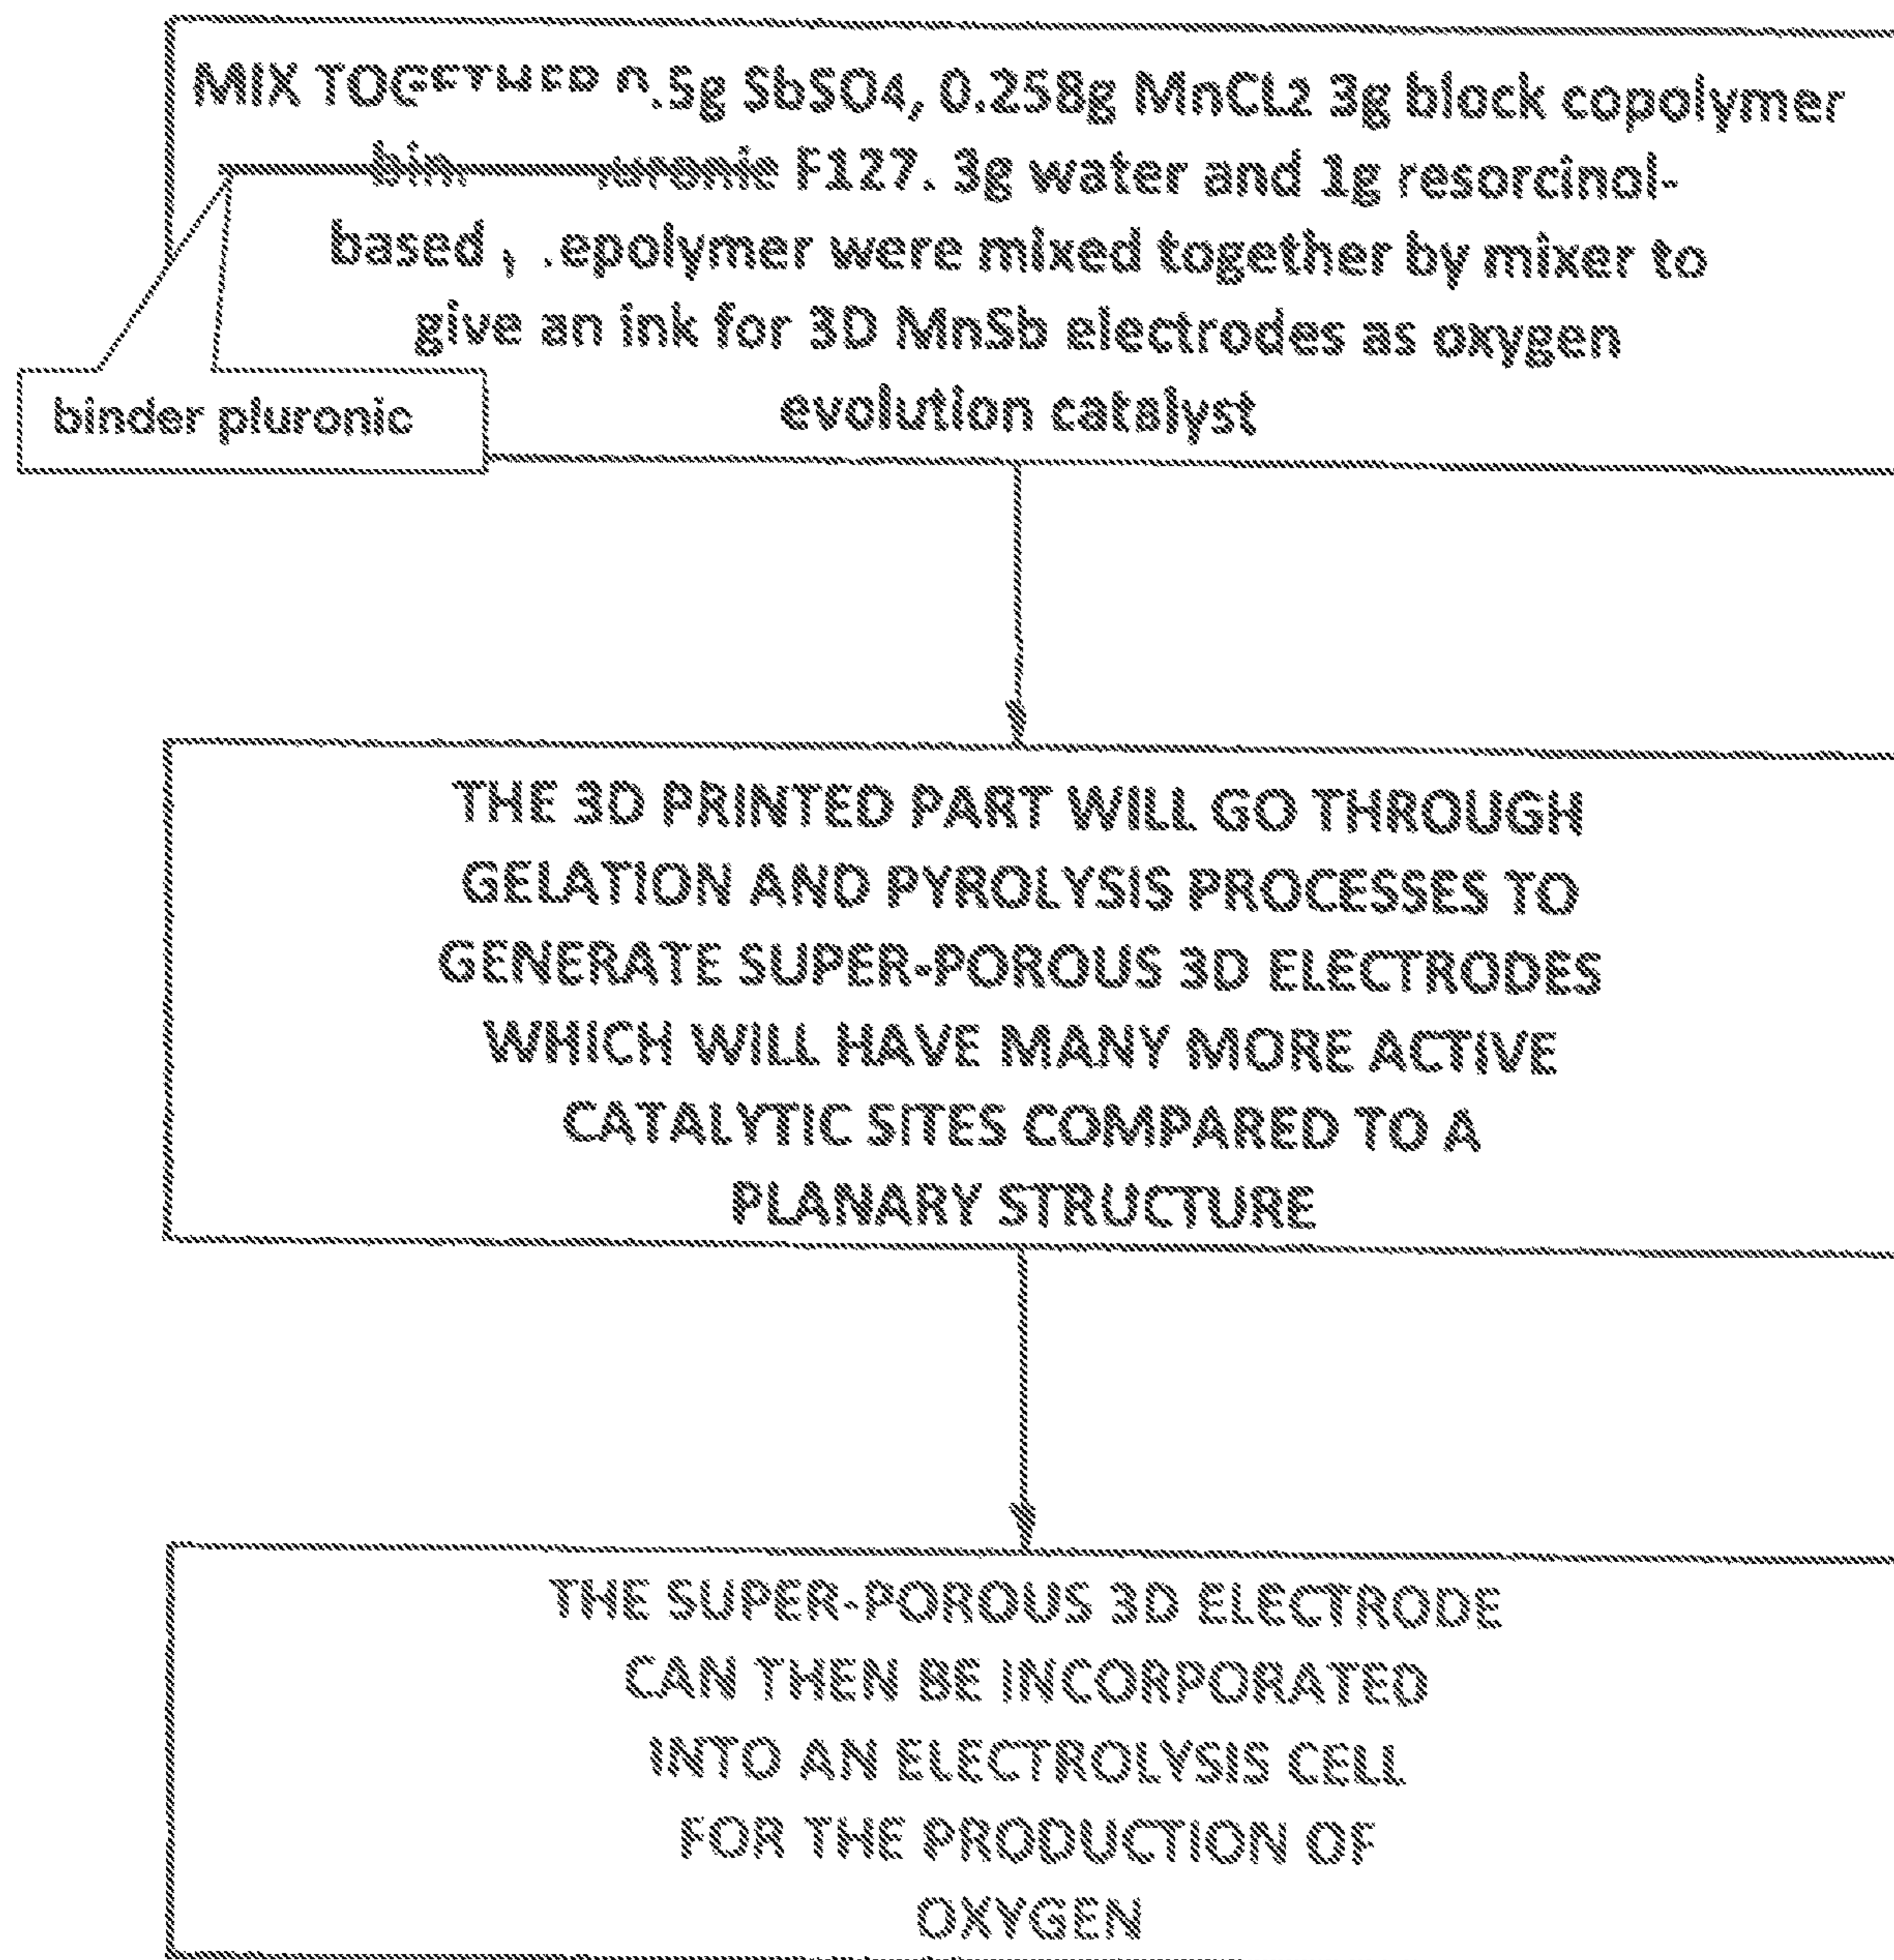 MIX TOGETHER 0.5g SbSO4, 0.258g MnCL2 3g block copolymer
F127. 3g water and 1g resorcinol-
based , .epolymer were mixed together by mixer to
give an ink for 3D MnSb electrodes as oxygen
evolution catalyst
binder pluronic
THE 3D PRINTED PART WILL GO THROUGH
GELATION AND PYROLYSIS PROCESSES TO
GENERATE SUPER-POROUS 3D ELECTRODES
WHICH WILL HAVE MANY MORE ACTIVE
CATALYTIC SITES COMPARED TO A
PLANARY STRUCTURE
THE SUPER-POROUS 3D ELECTRODE
CAN THEN BE INCORPORATED
INTO AN ELECTROLYSIS CELL
FOR THE PRODUCTION OF
OXYGEN